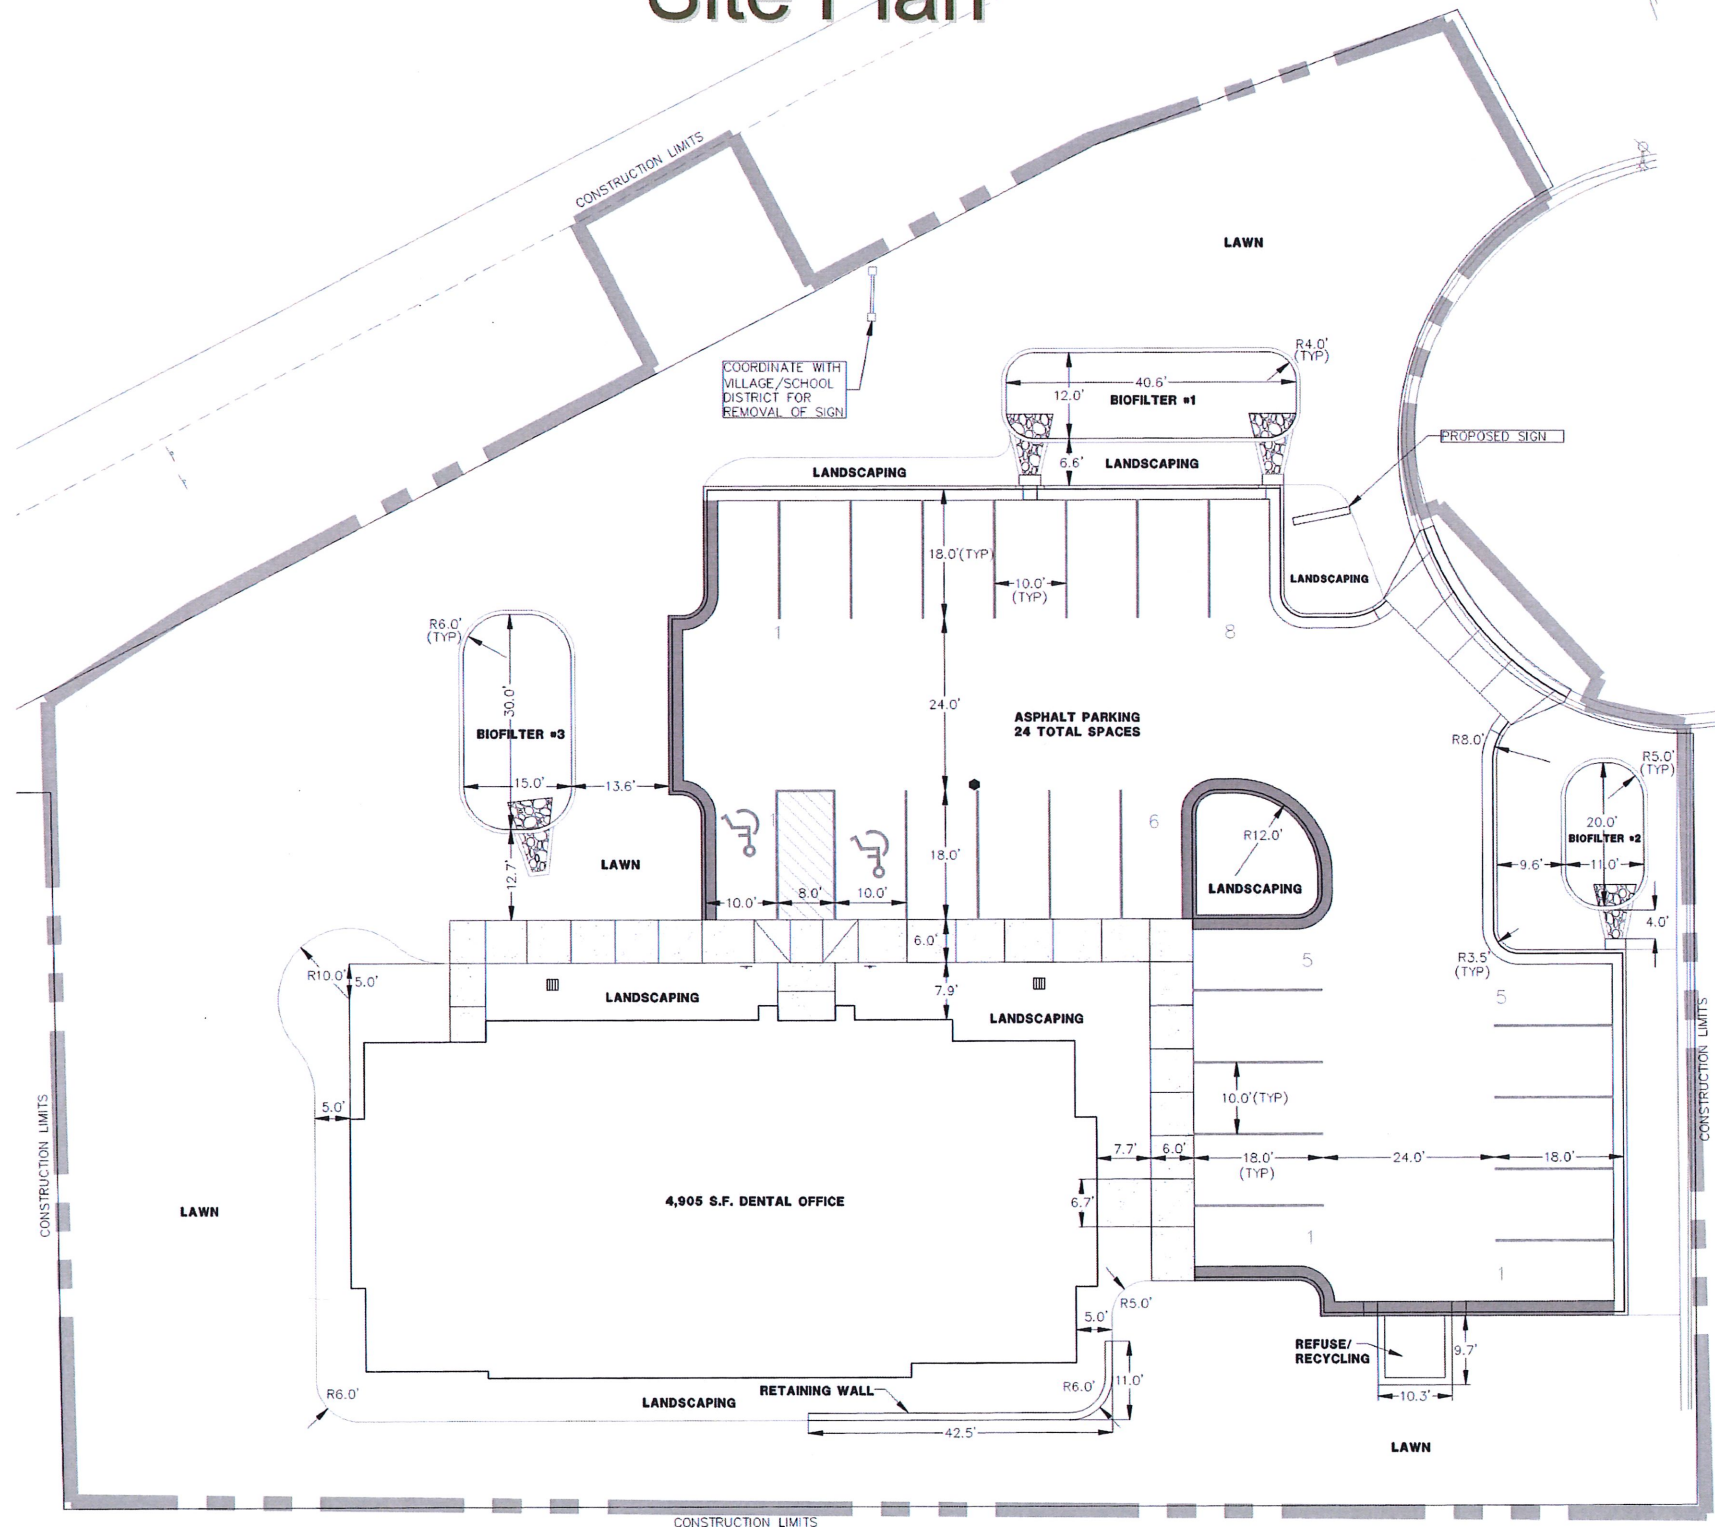 Site Plan
CONSTRUCTION LIMITS
LAWN
COORDINATE WITH
VILLAGE/SCHOOL
DISTRICT FOR
REMOVAL OF SIGN
R4.0'
(TYP)
40.6'
12.0'
BIOFILTER #1
PROPOSED SIGN
6.6'
LANDSCAPING
LANDSCAPING
18.0'(TYP)
10.0'
(TYP)
LANDSCAPING
1
8
R6.0'
(TYP)
30.0'
BIOFILTER #3
15.0'
13.6'
12.7'
LAWN
24.0'
ASPHALT PARKING
24 TOTAL SPACES
R8.0'
R5.0'
(TYP)
20.0'
BIOFILTER #2
9.6'
11.0'
4.0'
R3.5'
(TYP)
1
6
R12.0'
LANDSCAPING
18.0'
10.0'
8.0'
10.0'
6.0'
5
5
R10.0'
5.0'
LANDSCAPING
7.9'
LANDSCAPING
5.0'
10.0'(TYP)
CONSTRUCTION LIMITS
CONSTRUCTION LIMITS
7.7'
6.0'
18.0'
(TYP)
24.0'
18.0'
6.7'
4,905 S.F. DENTAL OFFICE
LAWN
1
1
R5.0'
5.0'
REFUSE/
RECYCLING
9.7'
10.3'
R6.0'
LANDSCAPING
RETAINING WALL
R6.0'
11.0'
42.5'
LAWN
CONSTRUCTION LIMITS